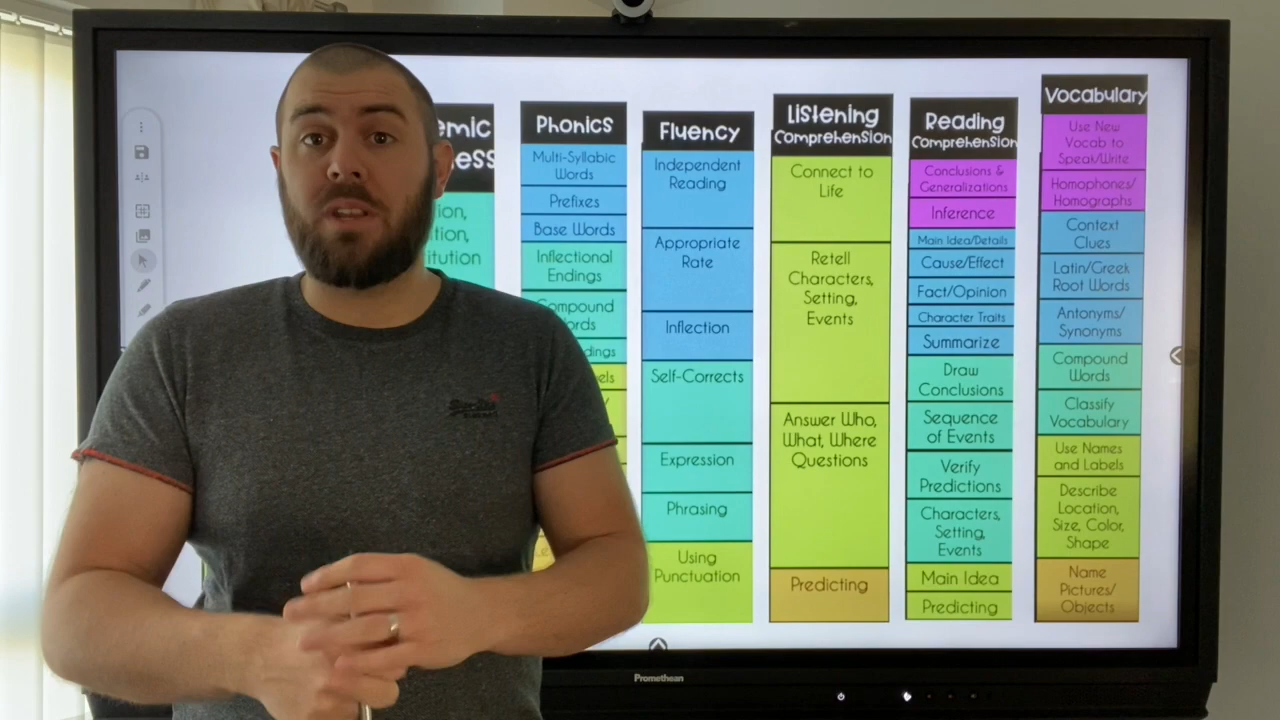 emic
ess
ion,
tion,
itution
Phonics
Multi-Syllabic
Words
Prefixes
Base Words
Inflectional
Endings
Compound
ords
dings
els
Fluency
Independent
Reading
Appropriate
Rate
Inflection
Self-Corrects
Expression
Phrasing
Using
Punctuation
Listening
Comprehension
Connect to
Life
Retell
Characters,
Setting,
Events
Answer Who,
What, Where
Questions
Predicting
Reading
Comprehension
Conclusions &
Generalizations
Inference
Main Idea/Details
Cause/Effect
Fact/Opinion
Character Traits
Summarize
Draw
Conclusions
Sequence
of Events
Verify
Predictions
Characters,
Setting,
Events
Main Idea
Predicting
Vocabulary
Use New
Vocab to
Speak/Write
Homophones/
Homographs
Context
Clues
Latin/Greek
Root Words
Antonyms/
Synonyms
Compound
Words
Classify
Vocabulary
Use Names
and Labels
Describe
Location,
Size, Color,
Shape
Name
Pictures/
Objects
Promethean